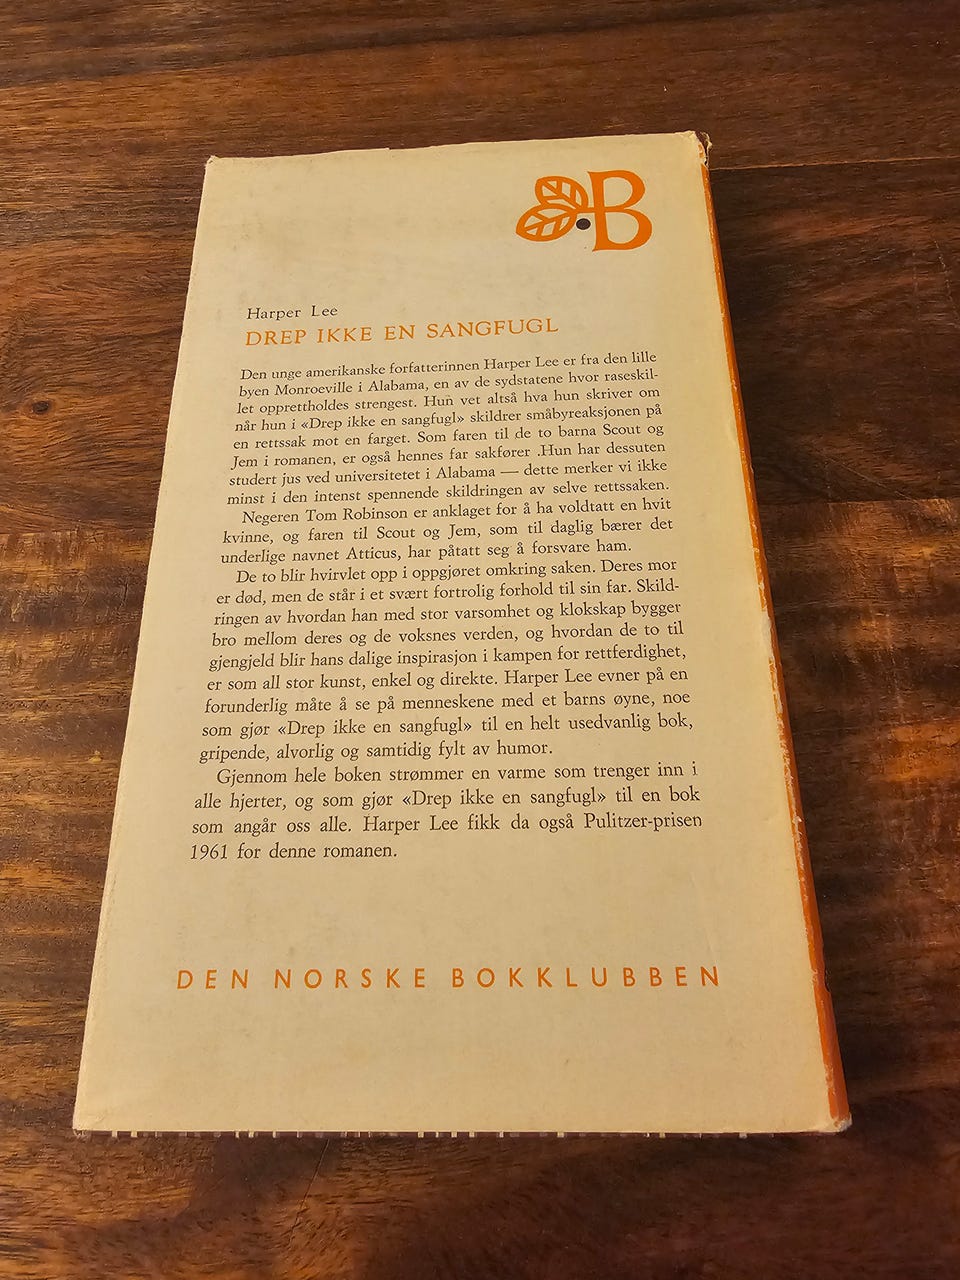 B
Harper Lee
DREP IKKE EN SANGFUGL
Den unge amerikanske forfatterinnen Harper Lee er fra den lille
byen Monroeville i Alabama, en av de sydstatene hvor raseskil-
let opprettholdes strengest. Hun vet altså hva hun skriver om
når hun i «Drep ikke en sangfugl» skildrer småbyreaksjonen på
en rettssak mot en farget. Som faren til de to barna Scout og
Jem i romanen, er også hennes far sakfører .Hun har dessuten
studert jus ved universitetet i Alabama — dette merker vi ikke
minst i den intenst spennende skildringen av selve rettssaken.
Negeren Tom Robinson er anklaget for å ha voldtatt en hvit
kvinne, og faren til Scout og Jem, som til daglig bærer det
underlige navnet Atticus, har påtatt seg å forsvare ham.
De to blir hvirvlet opp i oppgjøret omkring saken. Deres mor
er død, men de står i et svært fortrolig forhold til sin far. Skild-
ringen av hvordan han med stor varsomhet og klokskap bygger
bro mellom deres og de voksnes verden, og hvordan de to til
gjengjeld blir hans dalige inspirasjon i kampen for rettferdighet,
er som all stor kunst, enkel og direkte. Harper Lee evner på en
forunderlig måte å se på menneskene med et barns øyne, noe
som gjør «Drep ikke en sangfugl» til en helt usedvanlig bok,
gripende, alvorlig og samtidig fylt av humor.
Gjennom hele boken strømmer en varme som trenger inn i
alle hjerter, og som gjør «Drep ikke en sangfugl» til en bok
som angår oss alle. Harper Lee fikk da også Pulitzer-prisen
1961 for denne romanen.
DEN NORSKE BOKKLUBBEN